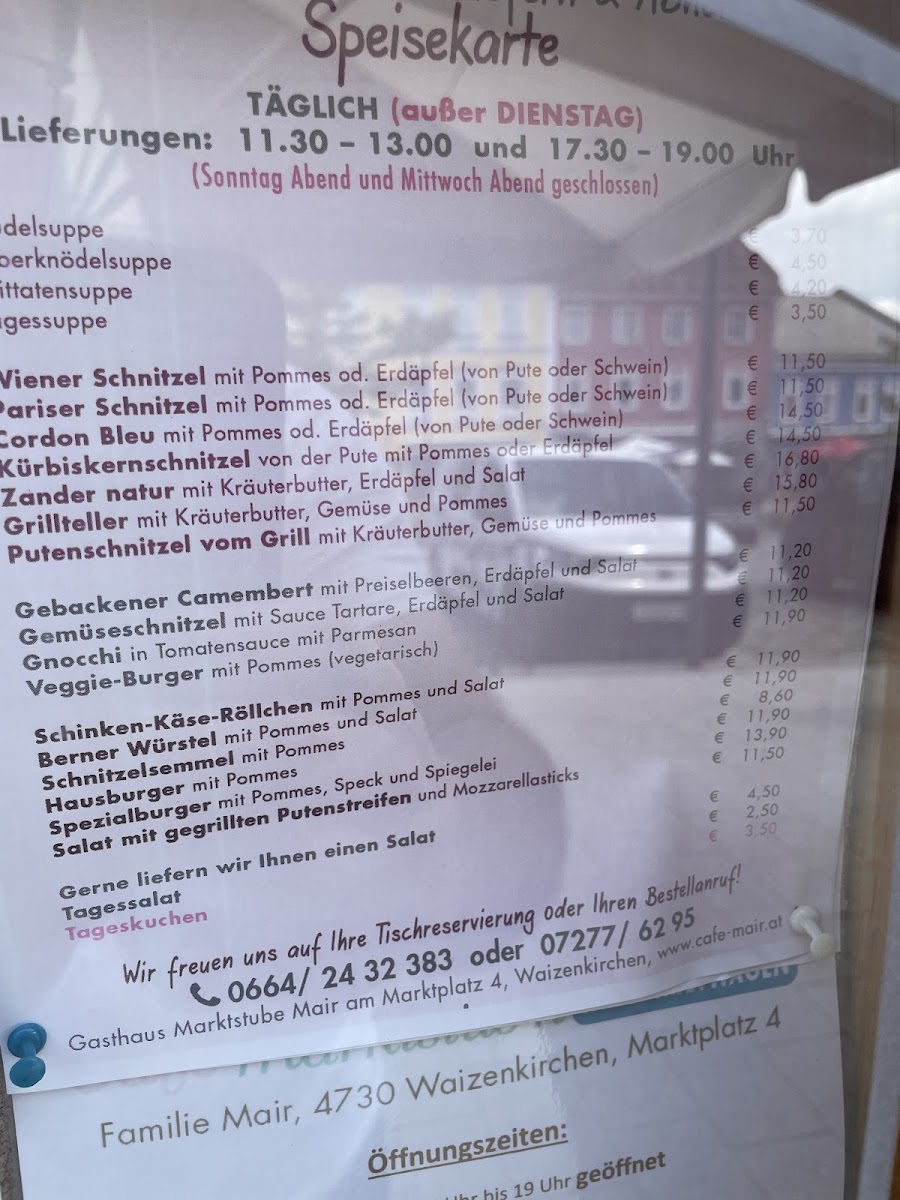 Speisekarte
TÄGLICH (außer DIENSTAG)
Lieferungen: 11.30 – 13.00 und 17.30 – 19.00 Uhr
(Sonntag Abend und Mittwoch Abend geschlossen)
delsuppe € 3,70
berknödelsuppe € 4,50
ittatensuppe € 4,20
gessuppe € 3,50
Wiener Schnitzel mit Pommes od. Erdäpfel (von Pute oder Schwein) € 11,50
Pariser Schnitzel mit Pommes od. Erdäpfel (von Pute oder Schwein) € 11,50
Cordon Bleu mit Pommes od. Erdäpfel (von Pute oder Schwein) € 14,50
Kürbiskernschnitzel von der Pute mit Pommes oder Erdäpfel € 14,50
Zander natur mit Kräuterbutter, Erdäpfel und Salat € 16,80
Grillteller mit Kräuterbutter, Gemüse und Pommes € 15,80
Putenschnitzel vom Grill mit Kräuterbutter, Gemüse und Pommes € 11,50
Gebackener Camembert mit Preiselbeeren, Erdäpfel und Salat € 11,20
Gemüseschnitzel mit Sauce Tartare, Erdäpfel und Salat € 11,20
Gnocchi in Tomatensauce mit Parmesan € 11,20
Veggie-Burger mit Pommes (vegetarisch) € 11,90
Schinken-Käse-Röllchen mit Pommes und Salat € 11,90
Berner Würstel mit Pommes und Salat € 11,90
Schnitzelsemmel mit Pommes € 8,60
Hausburger mit Pommes € 11,90
Spezialburger mit Pommes, Speck und Spiegelei € 13,90
Salat mit gegrillten Putenstreifen und Mozzarellasticks € 11,50
Gerne liefern wir Ihnen einen Salat € 4,50
Tagessalat € 2,50
Tageskuchen € 3,50
Wir freuen uns auf Ihre Tischreservierung oder Ihren Bestellanruf!
0664/ 24 32 383 oder 07277/ 62 95
Gasthaus Marktstube Mair am Marktplatz 4, Waizenkirchen, www.cafe-mair.at
Familie Mair, 4730 Waizenkirchen, Marktplatz 4
Öffnungszeiten:
Uhr bis 19 Uhr geöffnet